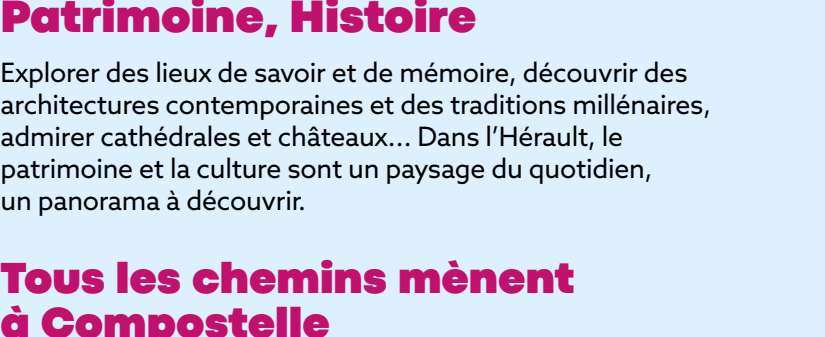 Patrimoine, Histoire
Explorer des lieux de savoir et de mémoire, découvrir des
architectures contemporaines et des traditions millénaires,
admirer cathédrales et châteaux... Dans l’Hérault, le
patrimoine et la culture sont un paysage du quotidien,
un panorama à découvrir.
Tous les chemins mènent
à Compostelle